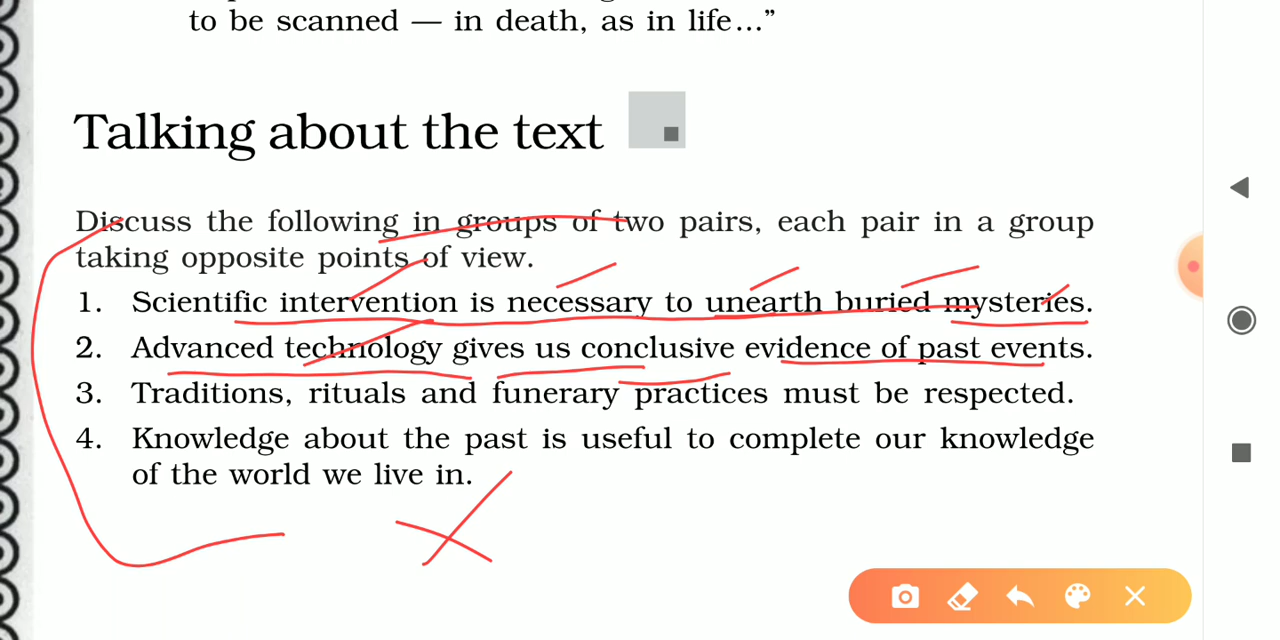 to be scanned — in death, as in life...”
Talking about the text
Discuss the following in groups of two pairs, each pair in a group
taking opposite points of view.
1. Scientific intervention is necessary to unearth buried mysteries.
2. Advanced technology gives us conclusive evidence of past events.
3. Traditions, rituals and funerary practices must be respected.
4. Knowledge about the past is useful to complete our knowledge
of the world we live in.